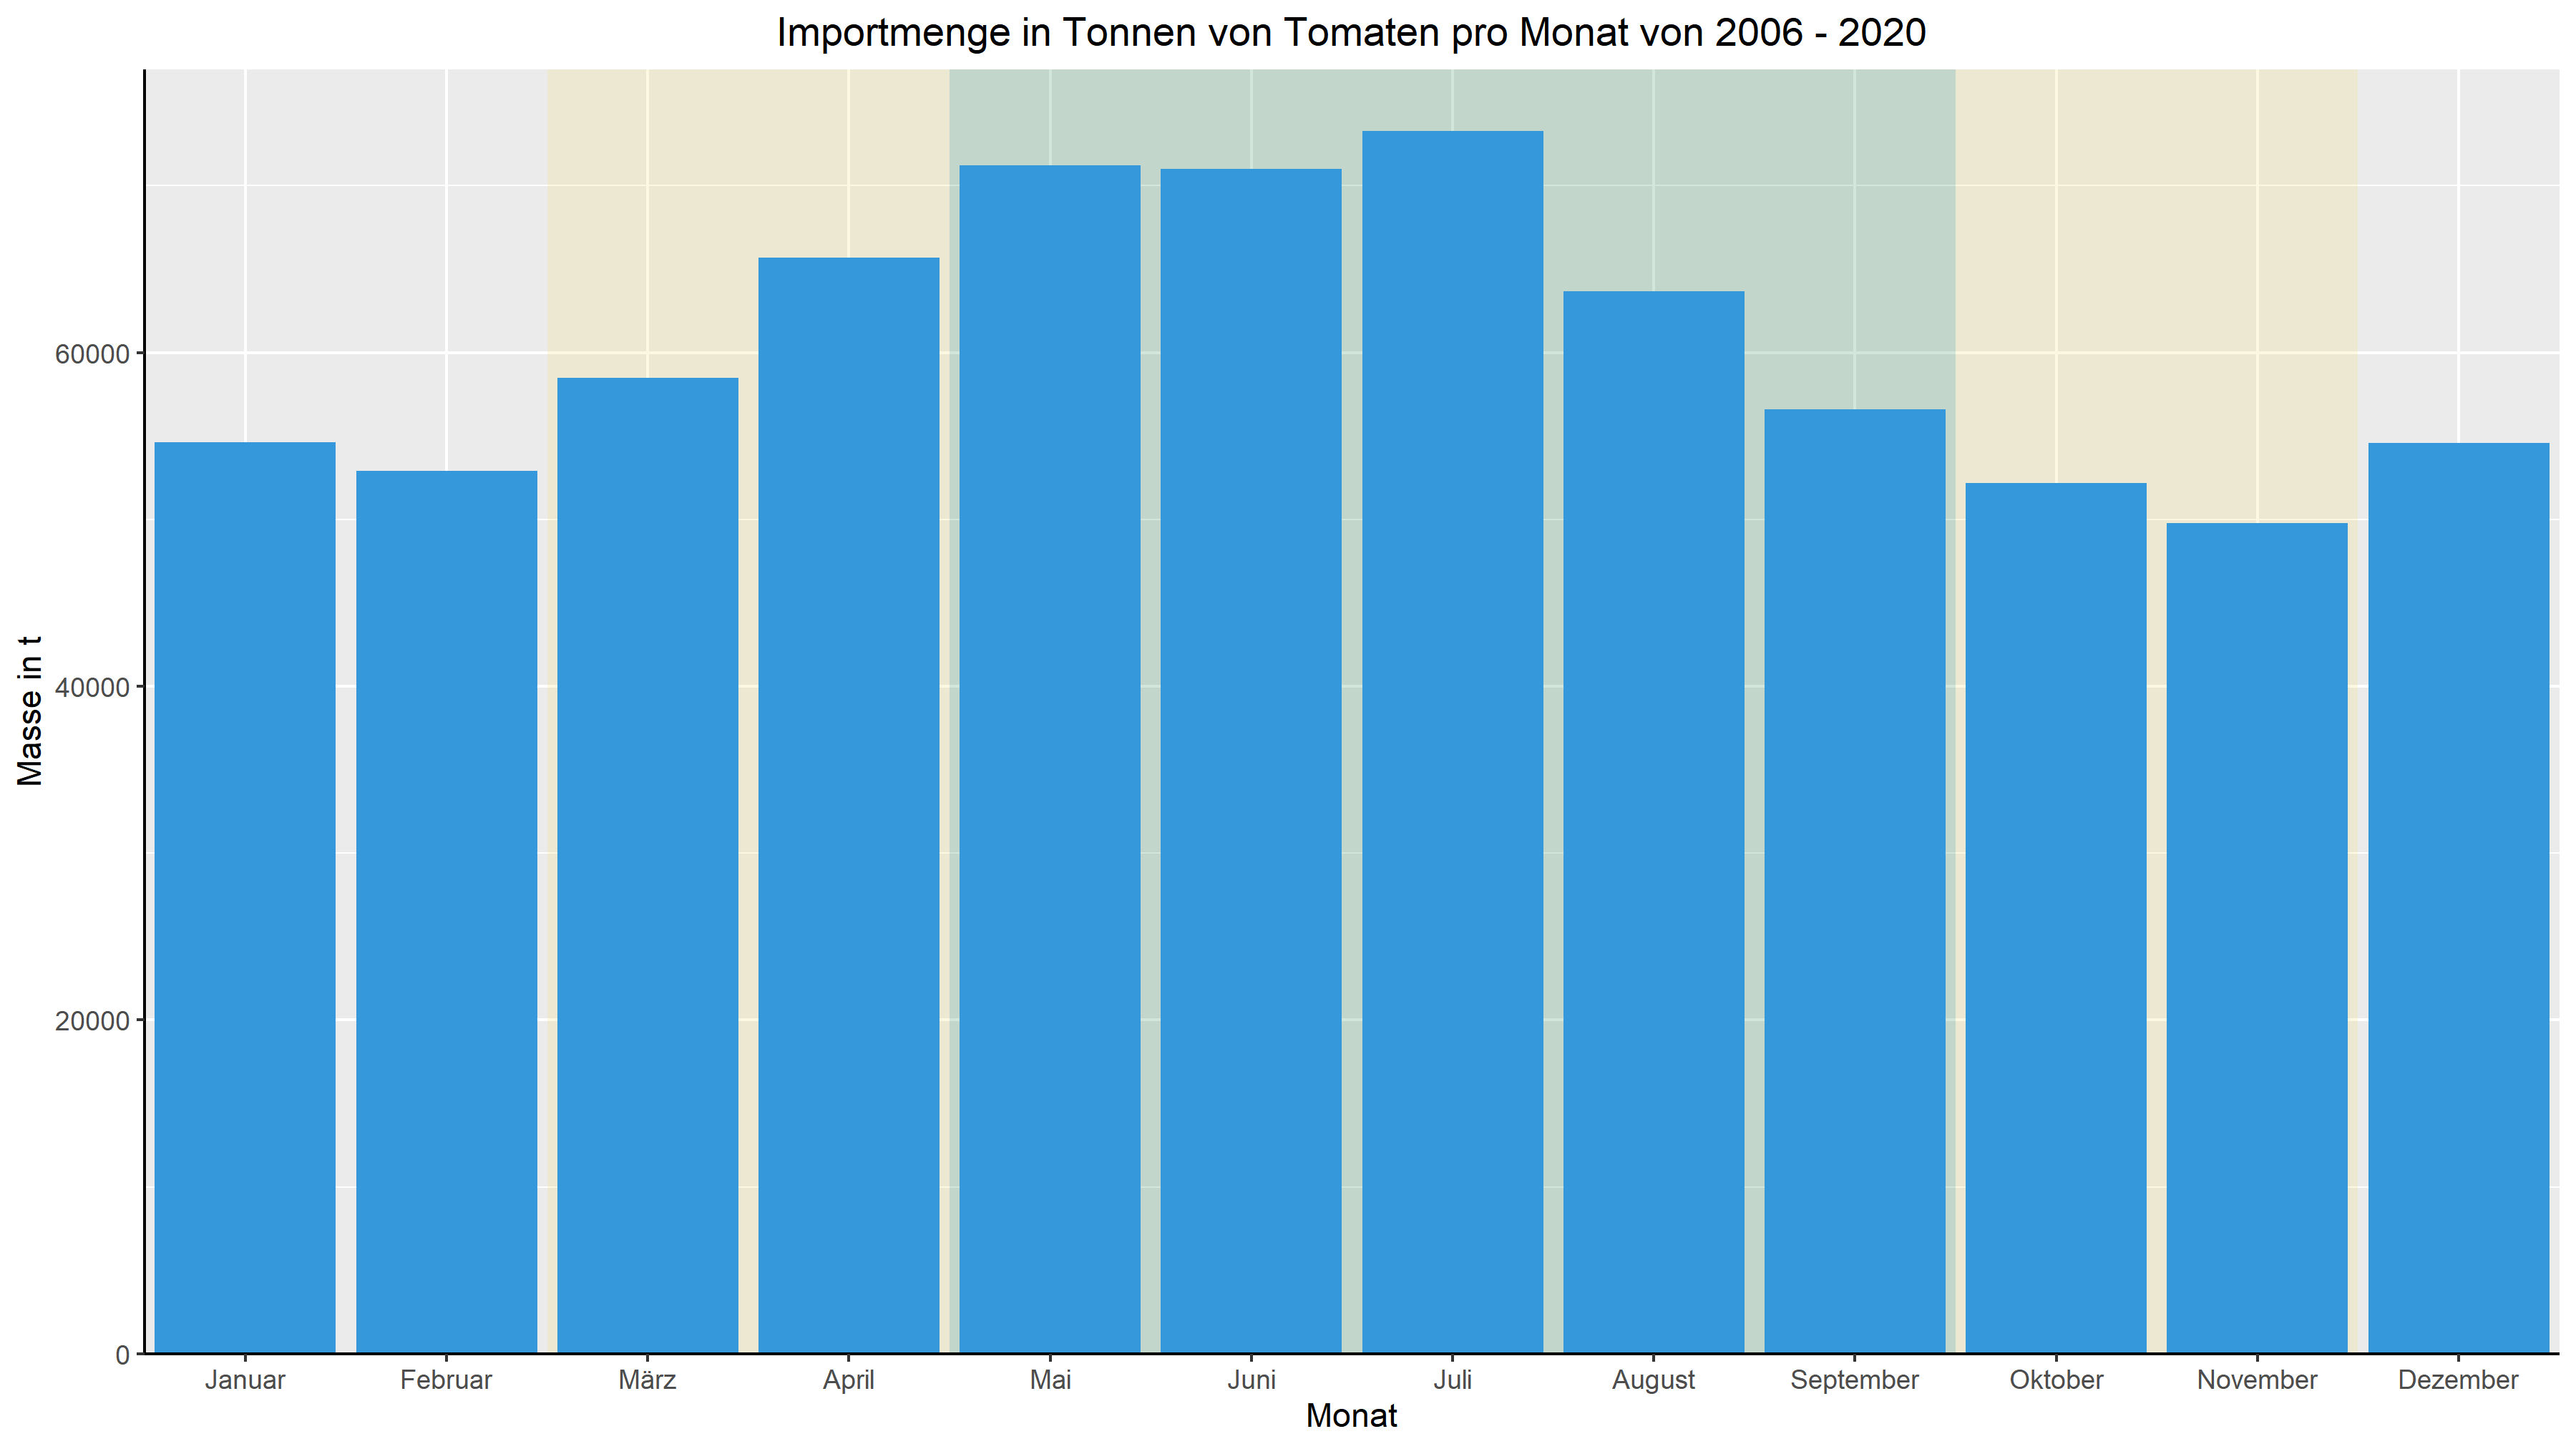 Importmenge in Tonnen von Tomaten pro Monat von 2006 - 2020
Masse in t
60000
40000
20000
0
Januar Februar März April Mai Juni Juli August September Oktober November Dezember
Monat